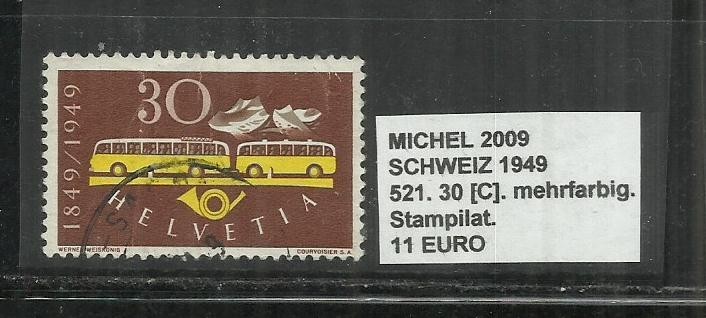 30
1849/1949
HELVETIA
WERNER WEISKÖNIG
COURVOISIER S.A.
MICHEL 2009
SCHWEIZ 1949
521. 30 [C]. mehrfarbig.
Stampilat.
11 EURO